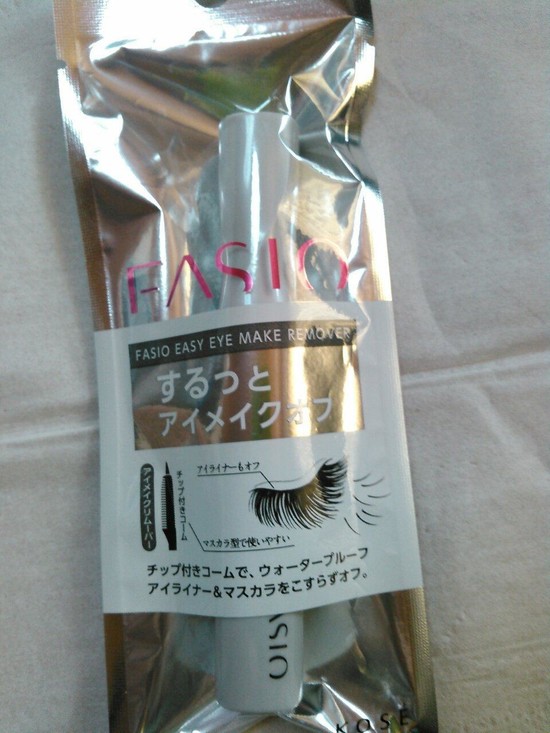 FASIO
FASIO EASY EYE MAKE REMOVER
するっと
アイメイクオフ
アイメイクリムーバー
チップ付きコーム
アイライナーもオフ
マスカラ型で使いやすい
チップ付きコームで、ウォータープルーフ
アイライナー&マスカラをこすらずオフ。
ASIO
KOSÉ